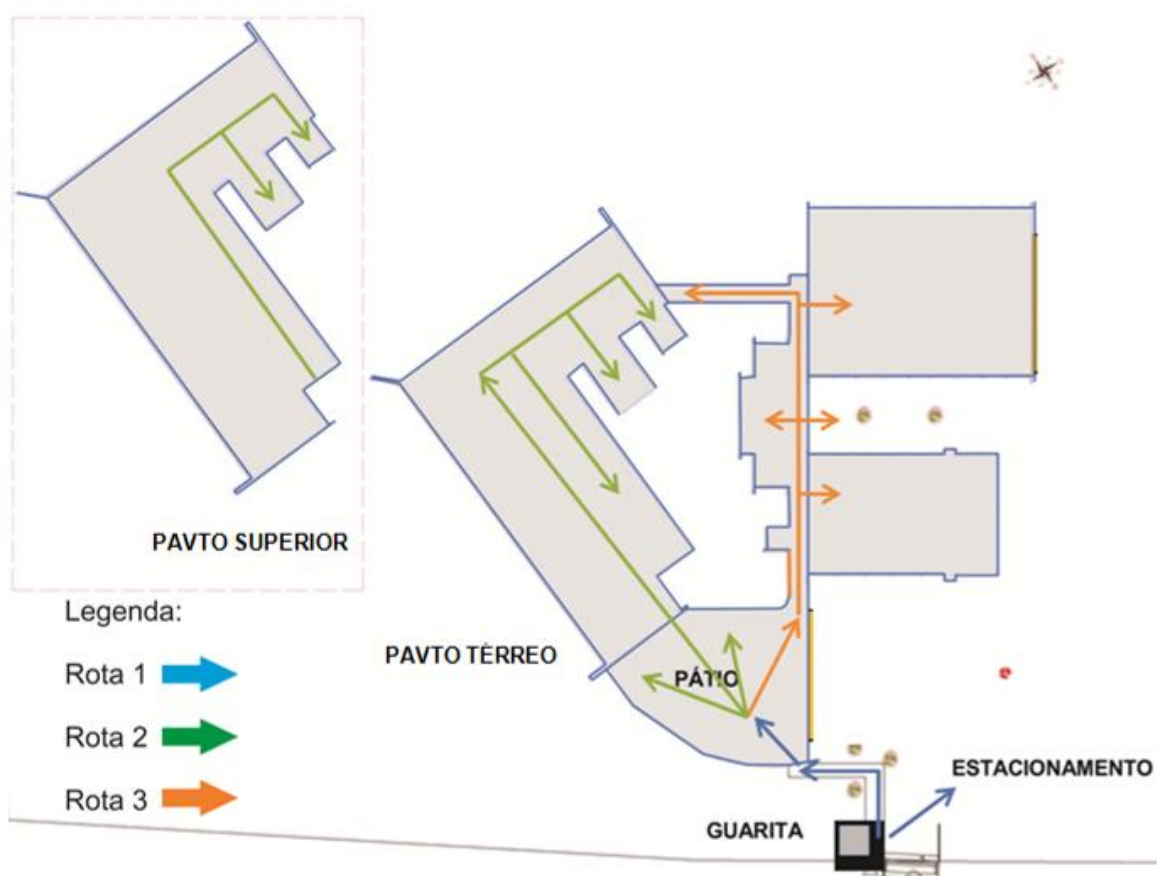 PAVTO SUPERIOR
Legenda:
Rota 1
Rota 2
Rota 3
PAVTO TÉRREO
PÁTIO
ESTACIONAMENTO
GUARITA